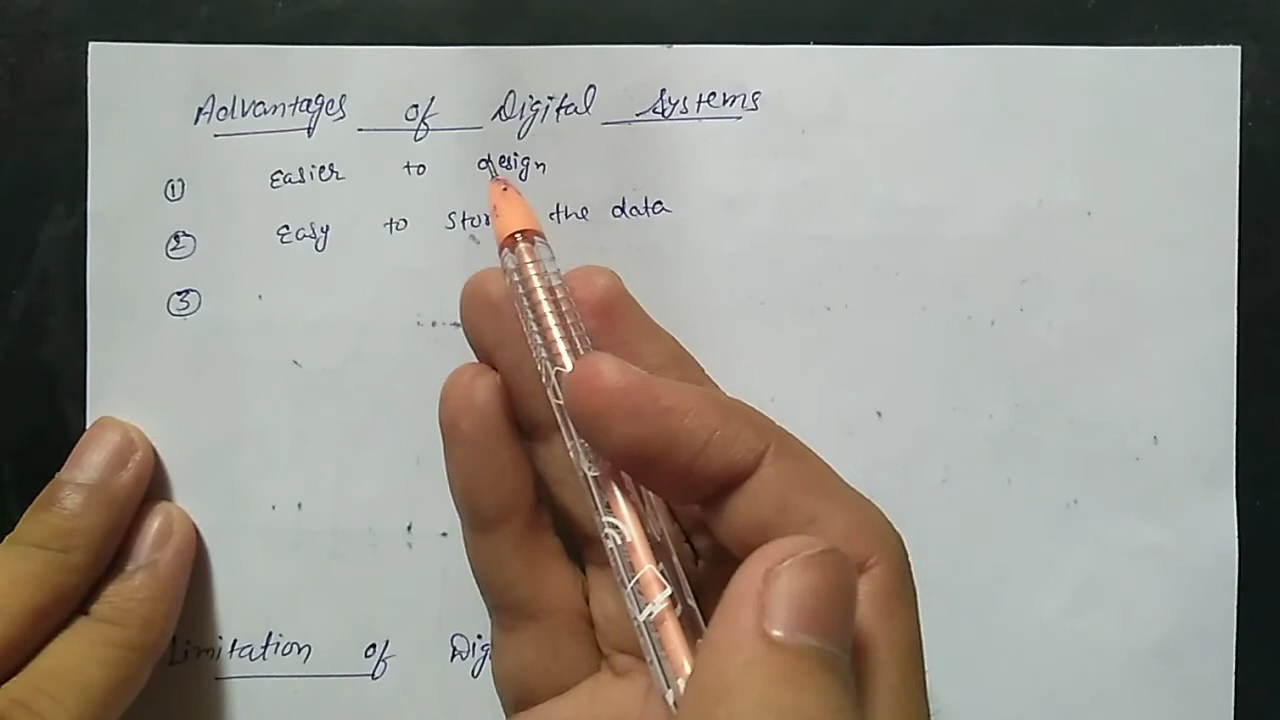 Advantages of Digital Systems
① Easier to design
② Easy to the data
③
Limitation of